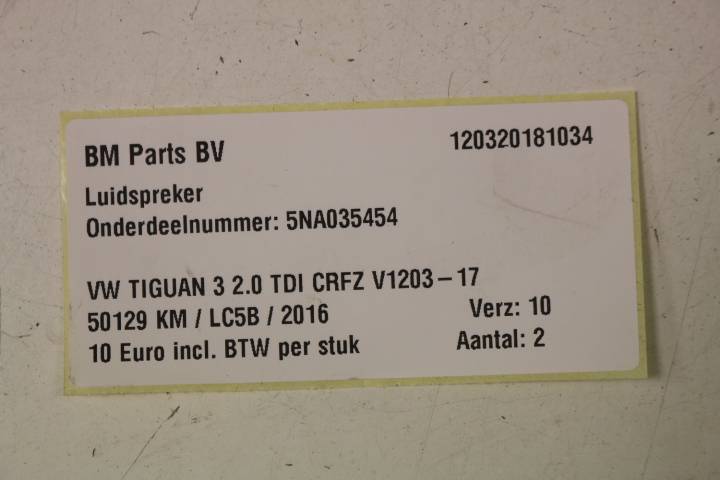 BM Parts BV 120320181034
Luidspreker
Onderdeelnummer: 5NA035454
VW TIGUAN 3 2.0 TDI CRFZ V1203-17
50129 KM / LC5B / 2016 Verz: 10
10 Euro incl. BTW per stuk Aantal: 2